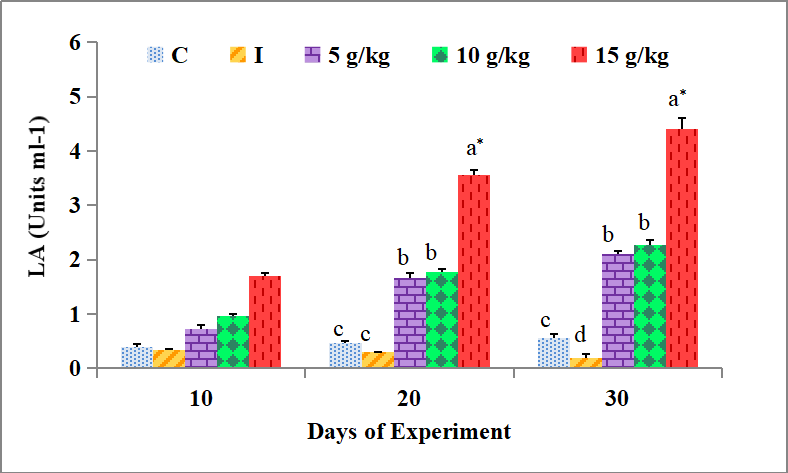 6
C I 5 g/kg 10 g/kg 15 g/kg
5
a*
4
a*
3
LA (Units ml-1)
b b
2
b b
1
c c
c d
0
10 20 30
Days of Experiment